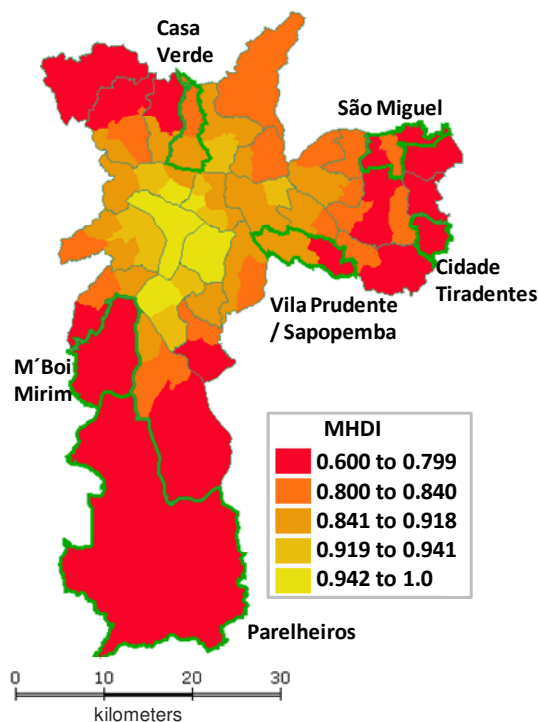 Casa
Verde
São Miguel
Cidade
Tiradentes
Vila Prudente
/ Sapopemba
M´Boi
Mirim
MHDI
0.600 to 0.799
0.800 to 0.840
0.841 to 0.918
0.919 to 0.941
0.942 to 1.0
Parelheiros
0 10 20 30
kilometers